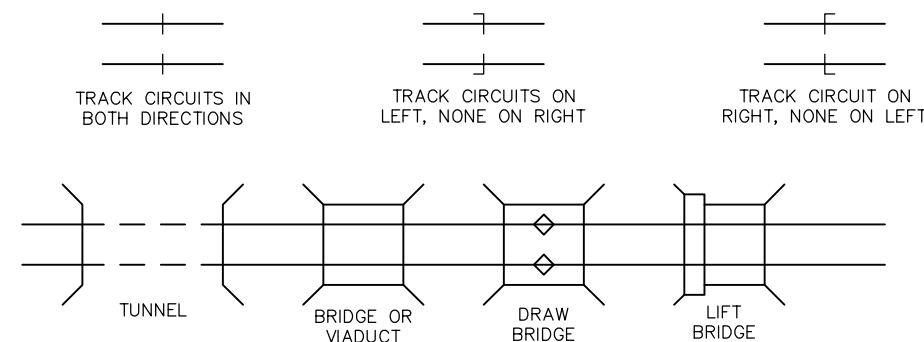 TRACK CIRCUITS IN
BOTH DIRECTIONS
TRACK CIRCUITS ON
LEFT, NONE ON RIGHT
TRACK CIRCUIT ON
RIGHT, NONE ON LEFT
TUNNEL
BRIDGE OR
VIADUCT
DRAW
BRIDGE
LIFT
BRIDGE